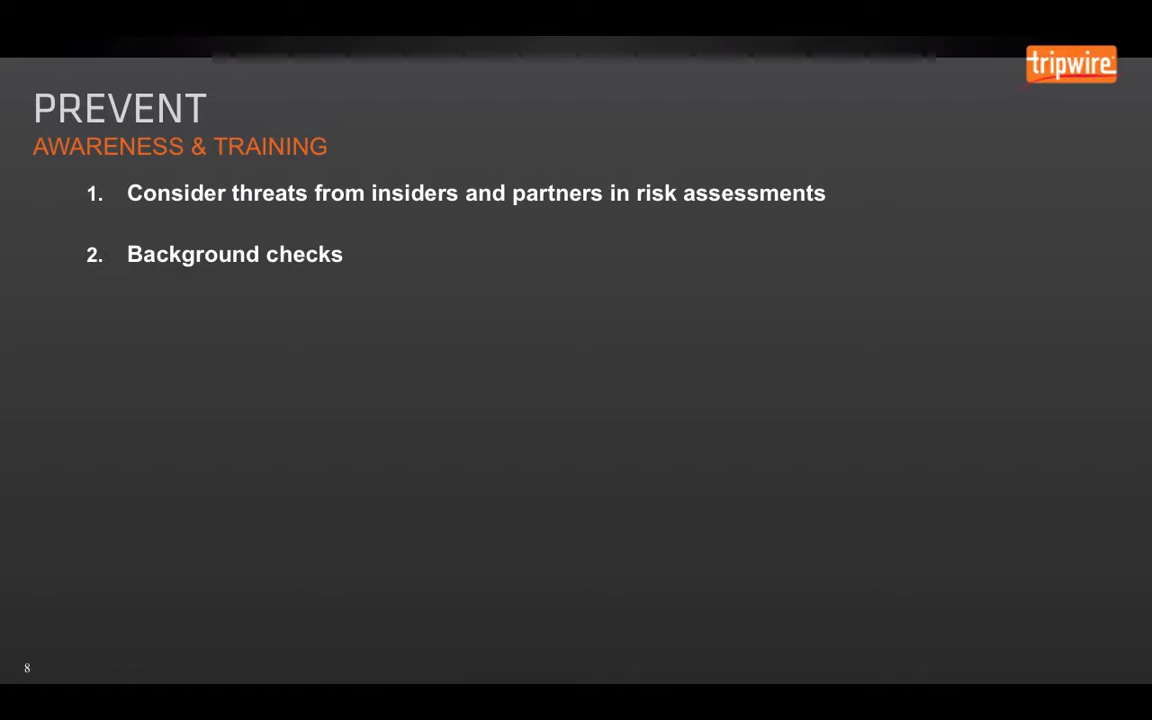 tripwire
PREVENT
AWARENESS & TRAINING
1. Consider threats from insiders and partners in risk assessments
2. Background checks
8